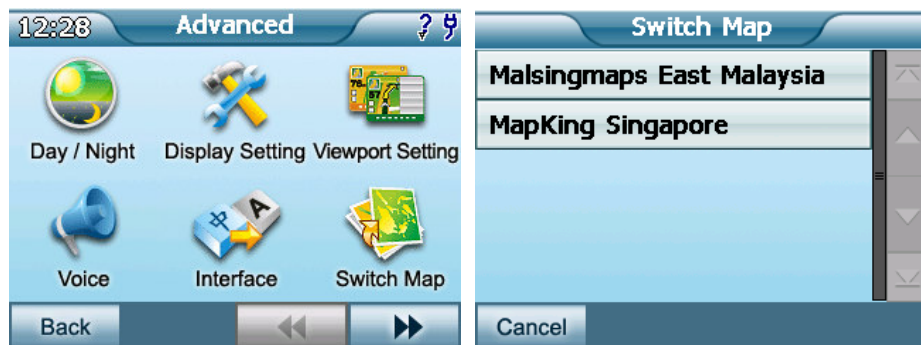 12:28 Advanced ?
Day / Night Display Setting Viewport Setting
Voice Interface Switch Map
Back
Switch Map
Malsingmaps East Malaysia
MapKing Singapore
Cancel